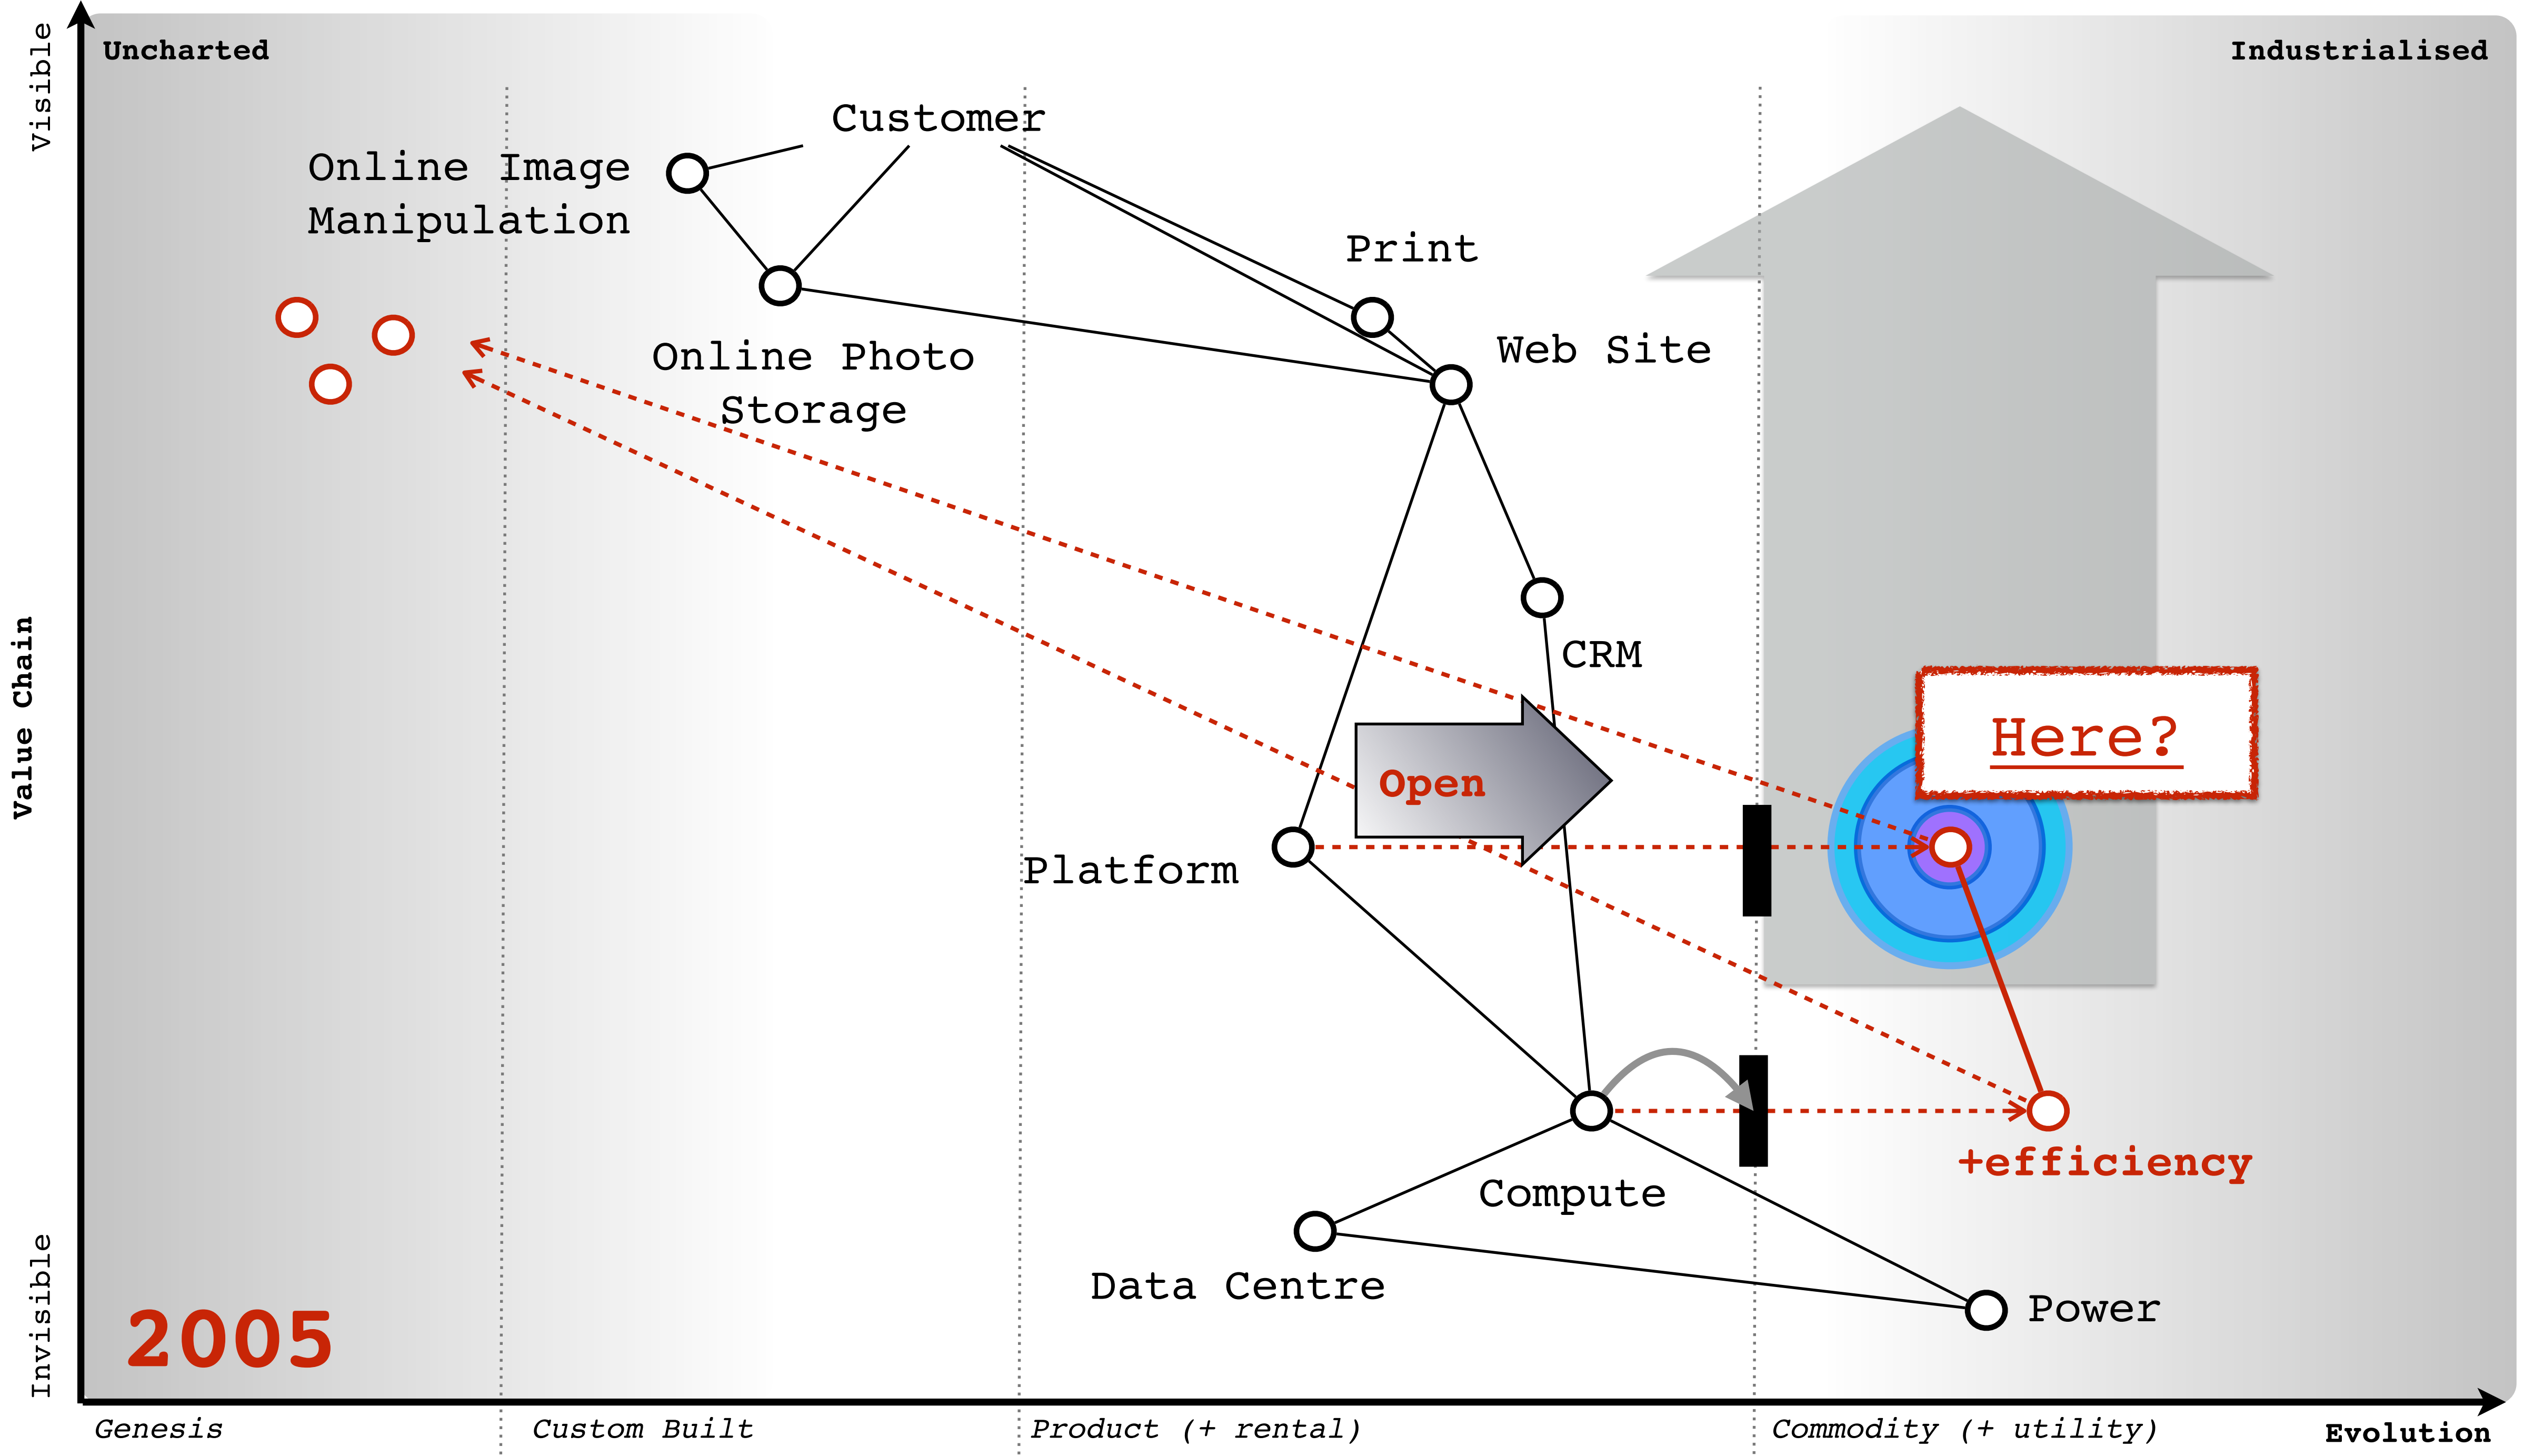 Visible
Uncharted
Industrialised
Customer
Online Image
Manipulation
Print
Web Site
Online Photo
Storage
CRM
Value Chain
Here?
Open
Platform
+efficiency
Compute
Data Centre
Power
Invisible
2005
Genesis
Custom Built
Product (+ rental)
Commodity (+ utility)
Evolution